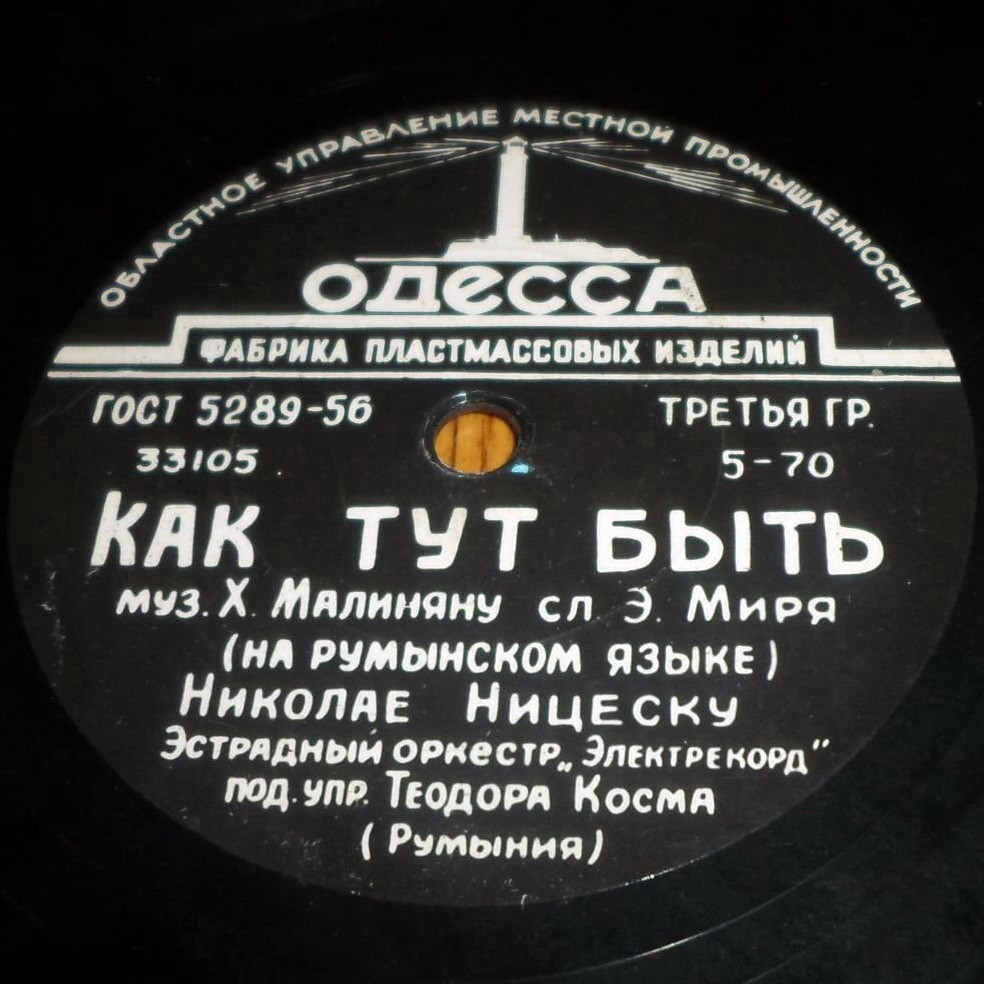 ОБЛАСТНОЕ УПРАВЛЕНИЕ МЕСТНОЙ ПРОМЫШЛЕННОСТИ
ОДЕССА
ФАБРИКА ПЛАСТМАССОВЫХ ИЗДЕЛИЙ
ГОСТ 5289-56 ТРЕТЬЯ ГР.
33105 5-70
КАК ТУТ БЫТЬ
муз. Х. Малиняну сл Э. Миря
(НА РУМЫНСКОМ ЯЗЫКЕ)
Николае Ницеску
Эстрадный оркестр „Электрекорд"
под. упр. Теодора Косма
(Румыния)